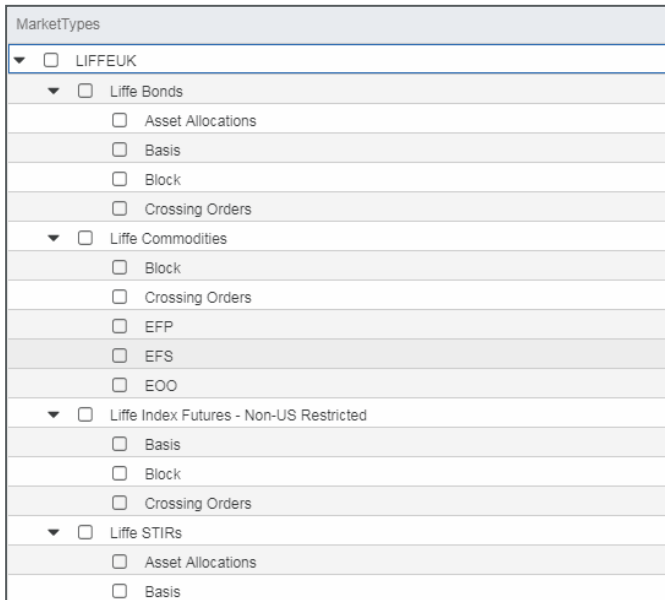 MarketTypes
LIFFEUK
Liffe Bonds
Asset Allocations
Basis
Block
Crossing Orders
Liffe Commodities
Block
Crossing Orders
EFP
EFS
EOO
Liffe Index Futures - Non-US Restricted
Basis
Block
Crossing Orders
Liffe STIRs
Asset Allocations
Basis